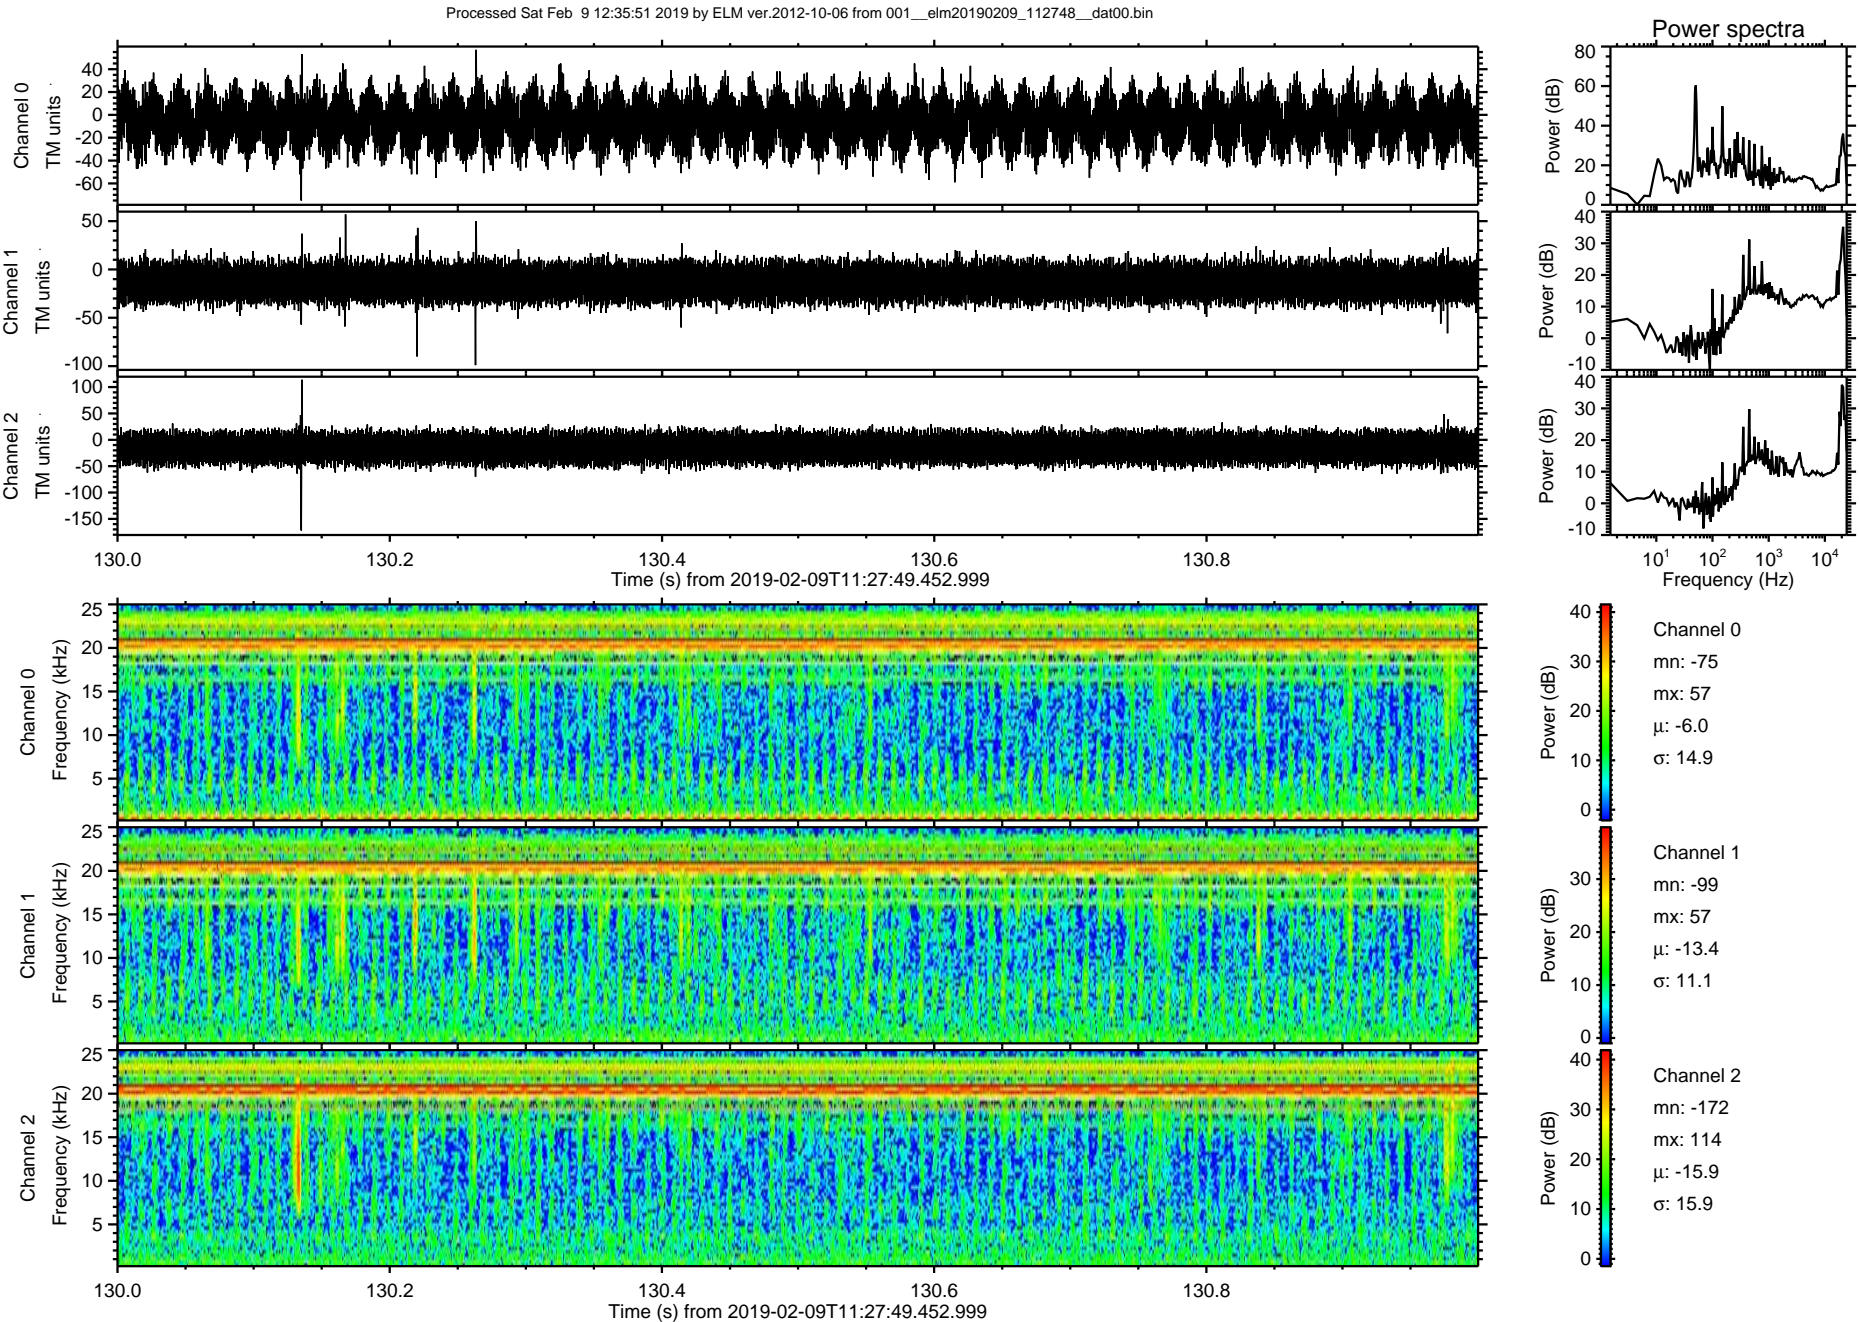 Processed Sat Feb  9 12:35:51 2019 by ELM ver.2012-10-06 from 001__elm20190209_112748__dat00.bin
Power spectra
Channel 0
TM units
40
20
0
-20
-40
-60
Power (dB)
80
60
40
20
0
Channel 1
TM units
50
0
-50
-100
Power (dB)
40
30
20
10
0
-10
Channel 2
TM units
100
50
0
-50
-100
-150
Power (dB)
40
30
20
10
0
-10
130.0 130.2 130.4 130.6 130.8
Time (s) from 2019-02-09T11:27:49.452.999
10¹ 10² 10³ 10⁴
Frequency (Hz)
Channel 0
Frequency (kHz)
25
20
15
10
5
Power (dB)
40
30
20
10
0
Channel 0
mn: -75
mx: 57
μ: -6.0
σ: 14.9
Channel 1
Frequency (kHz)
25
20
15
10
5
Power (dB)
30
20
10
0
Channel 1
mn: -99
mx: 57
μ: -13.4
σ: 11.1
Channel 2
Frequency (kHz)
25
20
15
10
5
Power (dB)
40
30
20
10
0
Channel 2
mn: -172
mx: 114
μ: -15.9
σ: 15.9
130.0 130.2 130.4 130.6 130.8
Time (s) from 2019-02-09T11:27:49.452.999